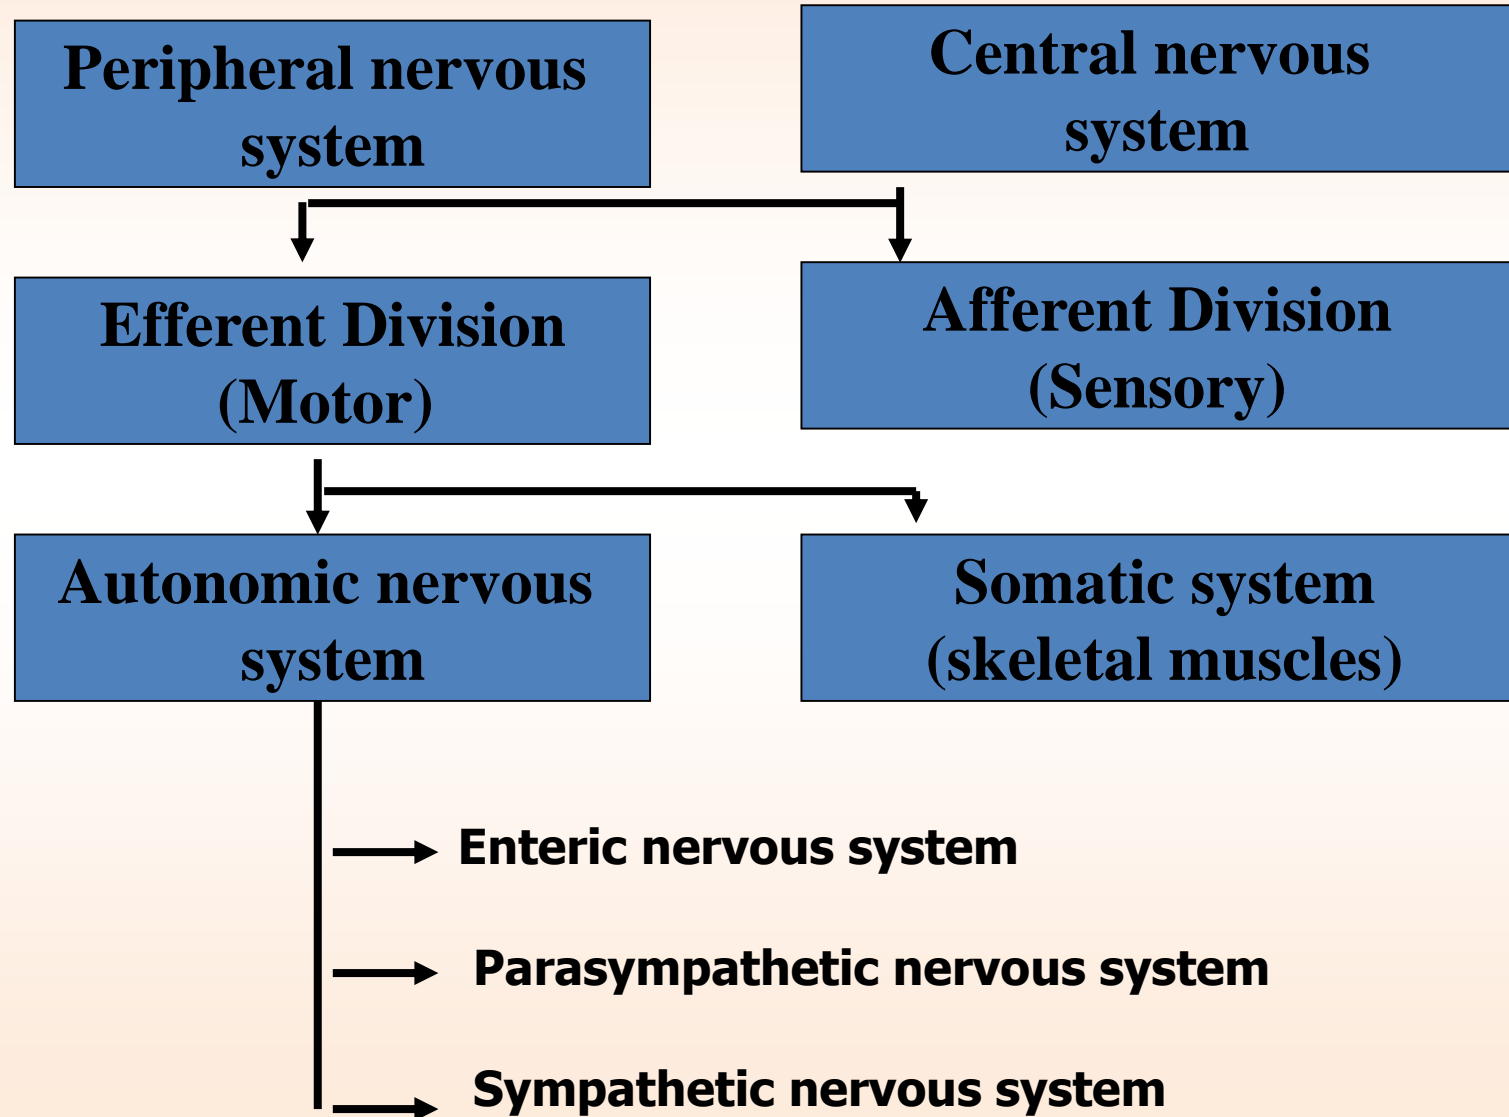 Peripheral nervous
system
Central nervous
system
Efferent Division
(Motor)
Afferent Division
(Sensory)
Autonomic nervous
system
Somatic system
(skeletal muscles)
Enteric nervous system
Parasympathetic nervous system
Sympathetic nervous system